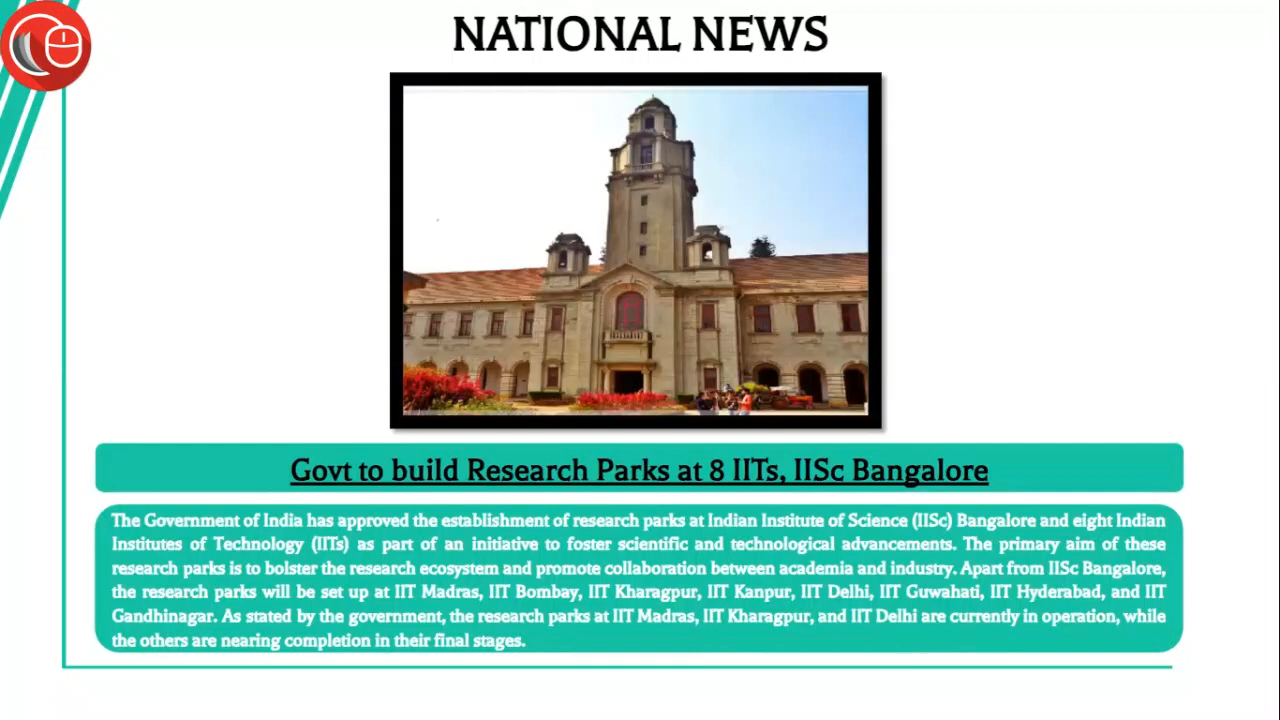 NATIONAL NEWS
Govt to build Research Parks at 8 IITs, IISc Bangalore
The Government of India has approved the establishment of research parks at Indian Institute of Science (IISc) Bangalore and eight Indian
Institutes of Technology (IITs) as part of an initiative to foster scientific and technological advancements. The primary aim of these
research parks is to bolster the research ecosystem and promote collaboration between academia and industry. Apart from IISc Bangalore,
the research parks will be set up at IIT Madras, IIT Bombay, IIT Kharagpur, IIT Kanpur, IIT Delhi, IIT Guwahati, IIT Hyderabad, and IIT
Gandhinagar. As stated by the government, the research parks at IIT Madras, IIT Kharagpur, and IIT Delhi are currently in operation, while
the others are nearing completion in their final stages.